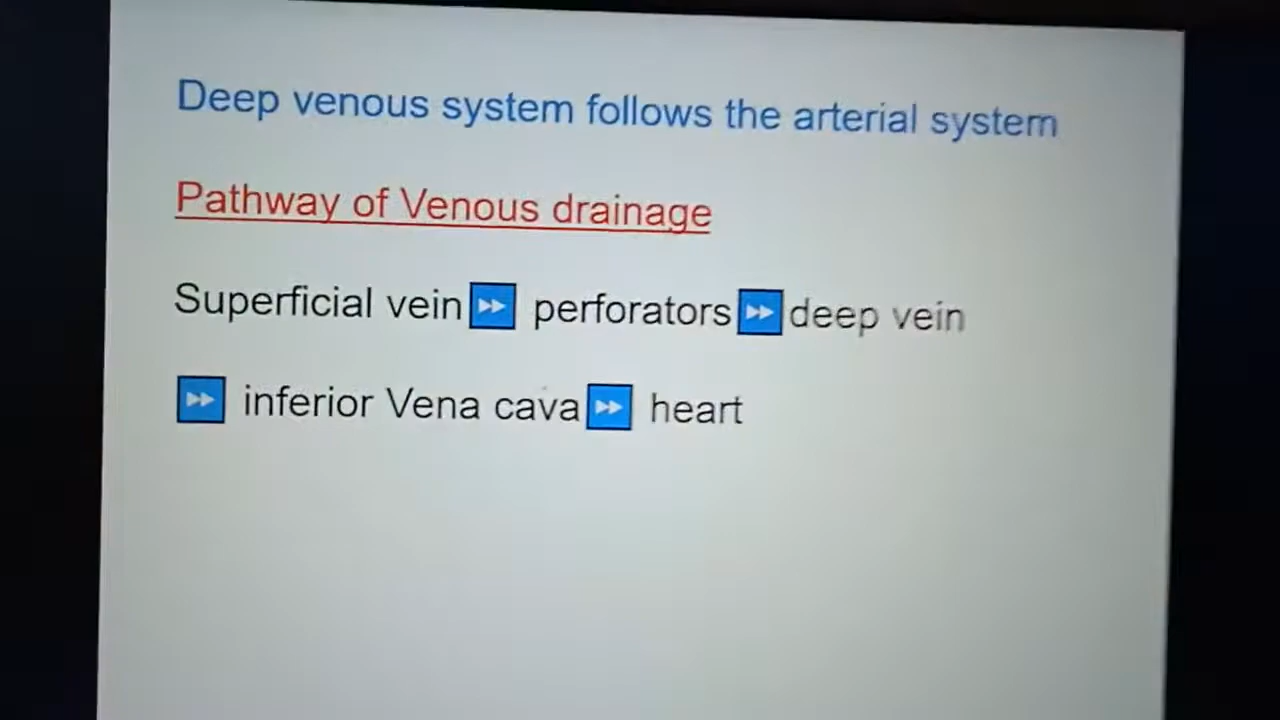 Deep venous system follows the arterial system
Pathway of Venous drainage
Superficial vein ⏩ perforators ⏩ deep vein
⏩ inferior Vena cava ⏩ heart